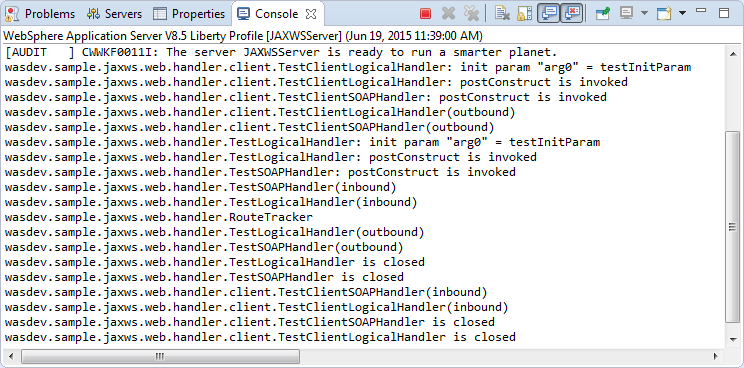 Problems Servers Properties Console
WebSphere Application Server V8.5 Liberty Profile [JAXWSServer] (Jun 19, 2015 11:39:00 AM)
[AUDIT   ] CWWKF0011I: The server JAXWSServer is ready to run a smarter planet.
wasdev.sample.jaxws.web.handler.client.TestClientLogicalHandler: init param "arg0" = testInitParam
wasdev.sample.jaxws.web.handler.client.TestClientLogicalHandler: postConstruct is invoked
wasdev.sample.jaxws.web.handler.client.TestClientSOAPHandler: postConstruct is invoked
wasdev.sample.jaxws.web.handler.client.TestClientLogicalHandler(outbound)
wasdev.sample.jaxws.web.handler.client.TestClientSOAPHandler(outbound)
wasdev.sample.jaxws.web.handler.TestLogicalHandler: init param "arg0" = testInitParam
wasdev.sample.jaxws.web.handler.TestLogicalHandler: postConstruct is invoked
wasdev.sample.jaxws.web.handler.TestSOAPHandler: postConstruct is invoked
wasdev.sample.jaxws.web.handler.TestSOAPHandler(inbound)
wasdev.sample.jaxws.web.handler.TestLogicalHandler(inbound)
wasdev.sample.jaxws.web.handler.RouteTracker
wasdev.sample.jaxws.web.handler.TestLogicalHandler(outbound)
wasdev.sample.jaxws.web.handler.TestSOAPHandler(outbound)
wasdev.sample.jaxws.web.handler.TestLogicalHandler is closed
wasdev.sample.jaxws.web.handler.TestSOAPHandler is closed
wasdev.sample.jaxws.web.handler.client.TestClientSOAPHandler(inbound)
wasdev.sample.jaxws.web.handler.client.TestClientLogicalHandler(inbound)
wasdev.sample.jaxws.web.handler.client.TestClientSOAPHandler is closed
wasdev.sample.jaxws.web.handler.client.TestClientLogicalHandler is closed